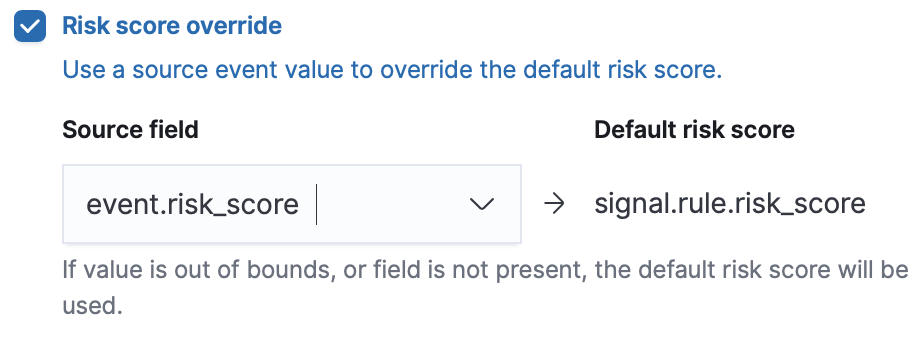 Risk score override
Use a source event value to override the default risk score.
Source field
Default risk score
event.risk_score
→ signal.rule.risk_score
If value is out of bounds, or field is not present, the default risk score will be
used.